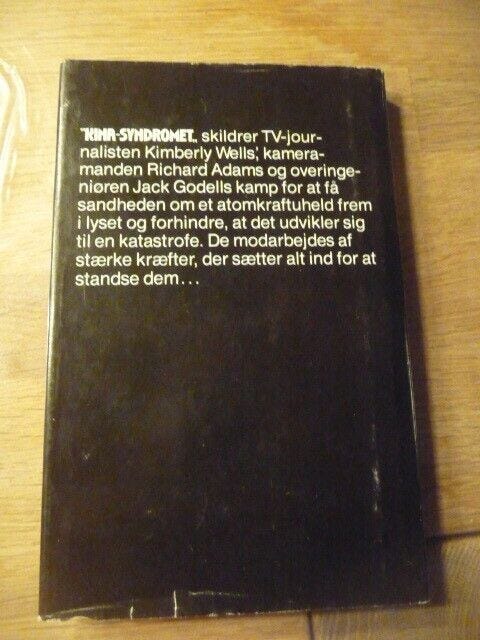 "KINA-SYNDROMET„ skildrer TV-jour-
nalisten Kimberly Wells', kamera-
manden Richard Adams og overinge-
niøren Jack Godells kamp for at få
sandheden om et atomkraftuheld frem
i lyset og forhindre, at det udvikler sig
til en katastrofe. De modarbejdes af
stærke kræfter, der sætter alt ind for at
standse dem...